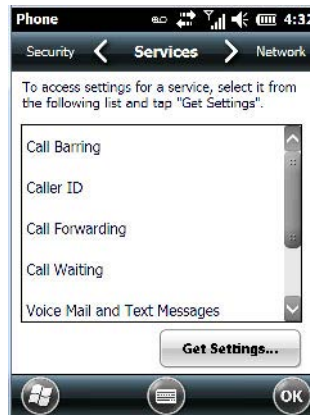 Phone 4:32
Security Services Network
To access settings for a service, select it from
the following list and tap "Get Settings".
Call Barring
Caller ID
Call Forwarding
Call Waiting
Voice Mail and Text Messages
Get Settings...
OK